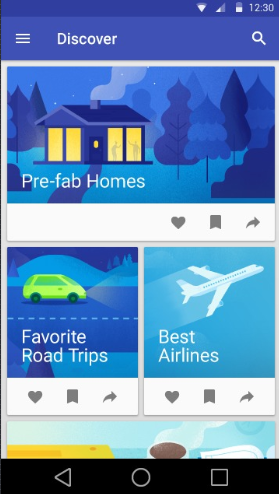 12:30
Discover
Pre-fab Homes
Favorite
Road Trips
Best
Airlines